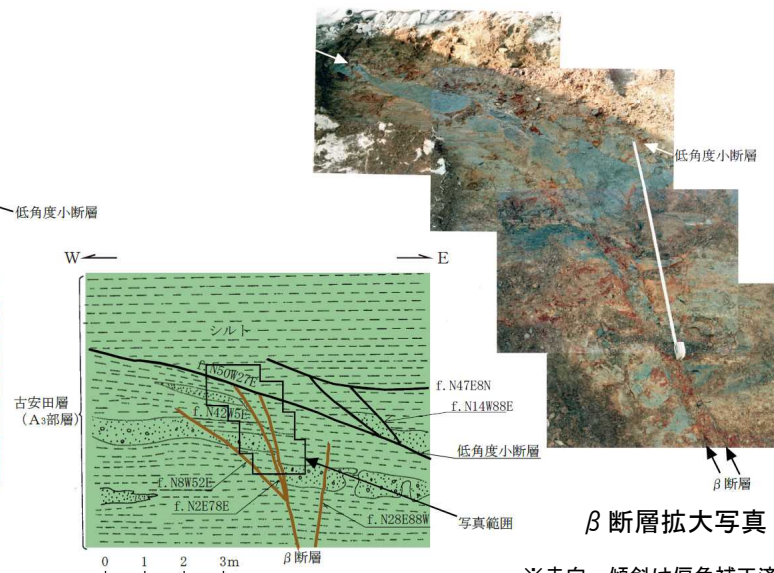 低角度小断層
低角度小断層
W
E
シルト
f.N50W27E
f.N47E8N
f.N42W5E
f.N14W88E
古安田層
（A₃部層）
低角度小断層
f.N8W52E
f.N2E78E
f.N28E88W
写真範囲
β断層
0 1 2 3m
β断層
β断層拡大写真